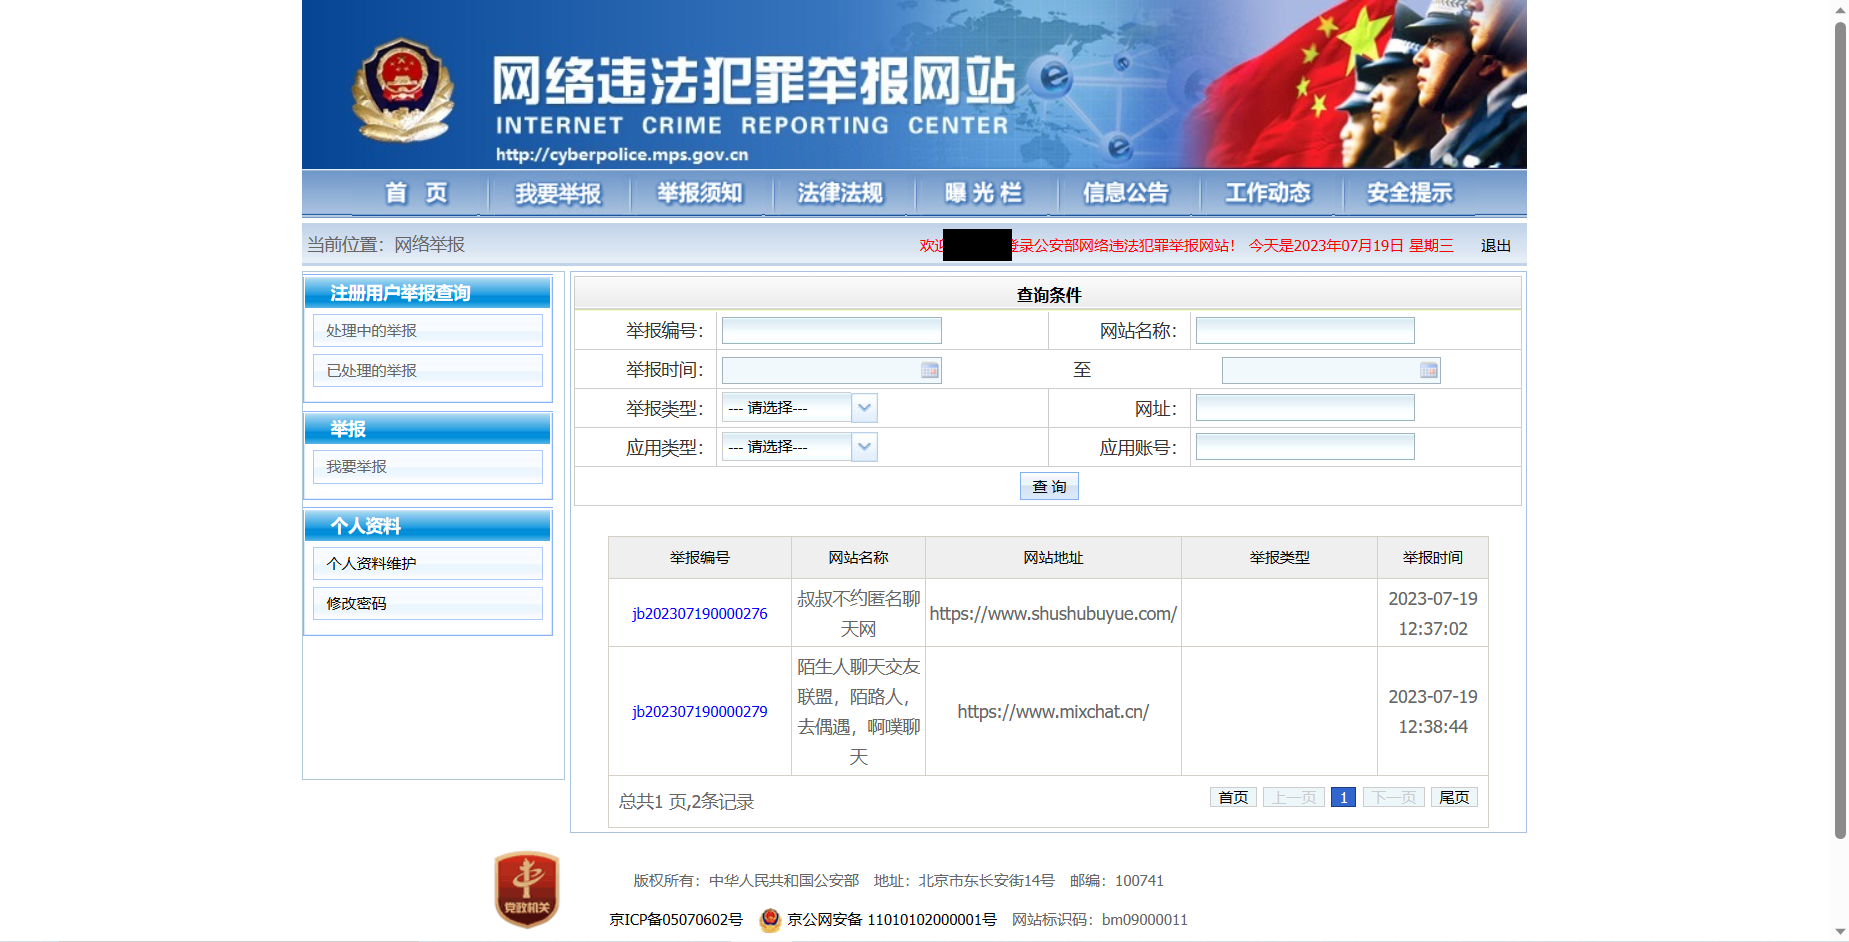 网络违法犯罪举报网站
INTERNET CRIME REPORTING CENTER
http://cyberpolice.mps.gov.cn
首 页 我要举报 举报须知 法律法规 曝 光 栏 信息公告 工作动态 安全提示
当前位置：网络举报 欢迎 登录公安部网络违法犯罪举报网站！ 今天是2023年07月19日 星期三 退出
注册用户举报查询
处理中的举报
已处理的举报
举报
我要举报
个人资料
个人资料维护
修改密码
查询条件
举报编号： 网站名称：
举报时间： 至
举报类型： --- 请选择--- 网址：
应用类型： --- 请选择--- 应用账号：
查 询
举报编号 网站名称 网站地址 举报类型 举报时间
jb202307190000276 叔叔不约匿名聊 https://www.shushubuyue.com/ 2023-07-19
天网 12:37:02
陌生人聊天交友
联盟，陌路人， 2023-07-19
jb202307190000279 https://www.mixchat.cn/
去偶遇，啊噗聊 12:38:44
天
总共1 页,2条记录 首页 上一页 1 下一页 尾页
党政机关
版权所有：中华人民共和国公安部 地址：北京市东长安街14号 邮编：100741
京ICP备05070602号 京公网安备 11010102000001号 网站标识码：bm09000011